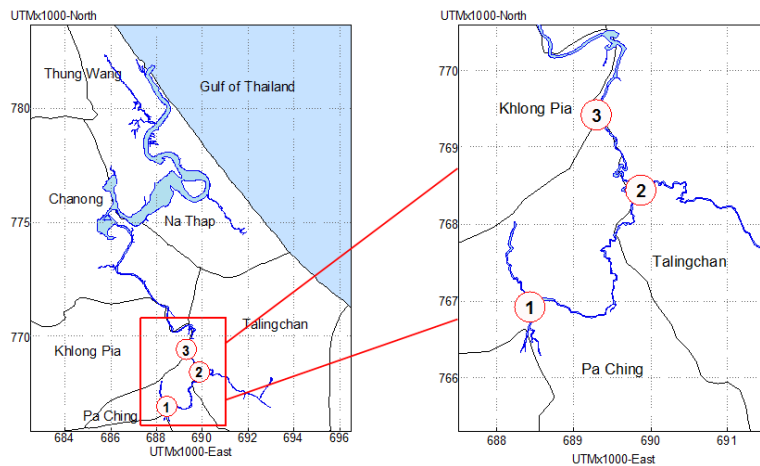 UTMx1000-North
Thung Wang
Gulf of Thailand
780
Chanong
775
Na Thap
770
Talingchan
Khlong Pia
3
2
Pa Ching
1
684
686
688
690
692
694
696
UTMx1000-East
UTMx1000-North
770
Khlong Pia
3
769
2
768
Talingchan
767
1
Pa Ching
766
688
689
690
691
UTMx1000-East